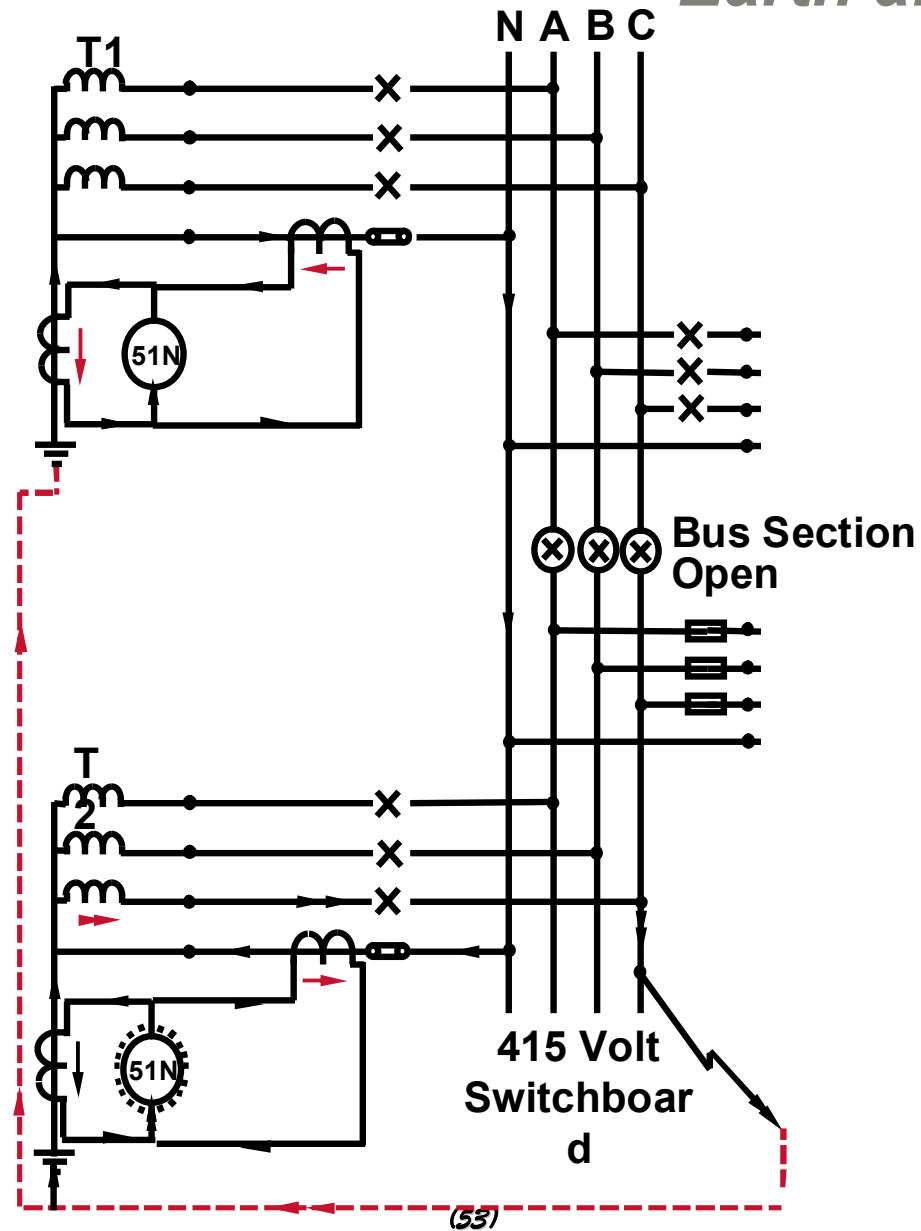 N A B C
T1
51N
Bus Section
Open
T
2
51N
415 Volt
Switchboar
d
(53)